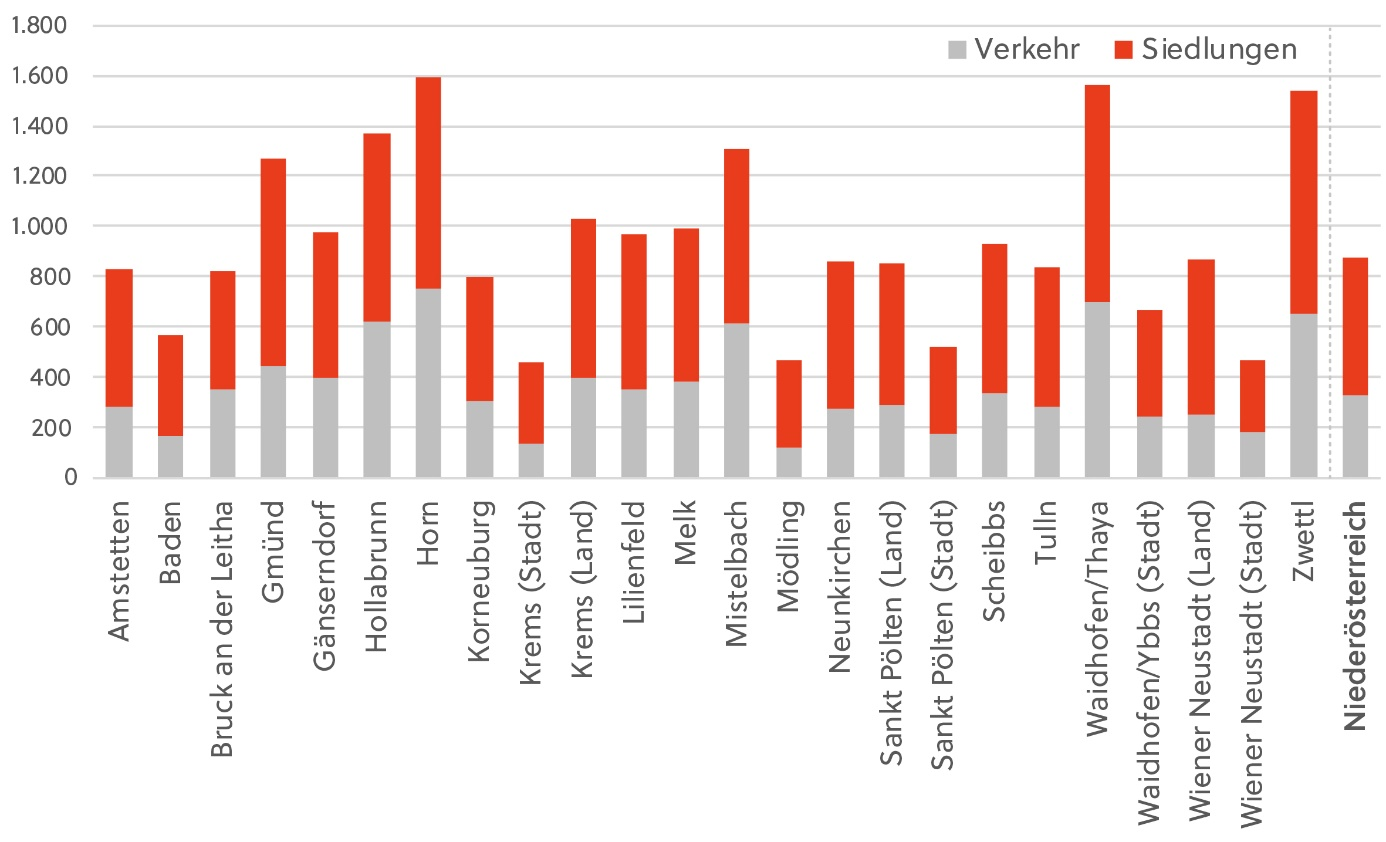 1.800
1.600
1.400
1.200
1.000
800
600
400
200
0
Verkehr
Siedlungen
Amstetten
Baden
Bruck an der Leitha
Gmünd
Gänserndorf
Hollabrunn
Horn
Korneuburg
Krems (Stadt)
Krems (Land)
Lilienfeld
Melk
Mistelbach
Mödling
Neunkirchen
Sankt Pölten (Land)
Sankt Pölten (Stadt)
Scheibbs
Tulln
Waidhofen/Thaya
Waidhofen/Ybbs (Stadt)
Wiener Neustadt (Land)
Wiener Neustadt (Stadt)
Zwettl
Niederösterreich